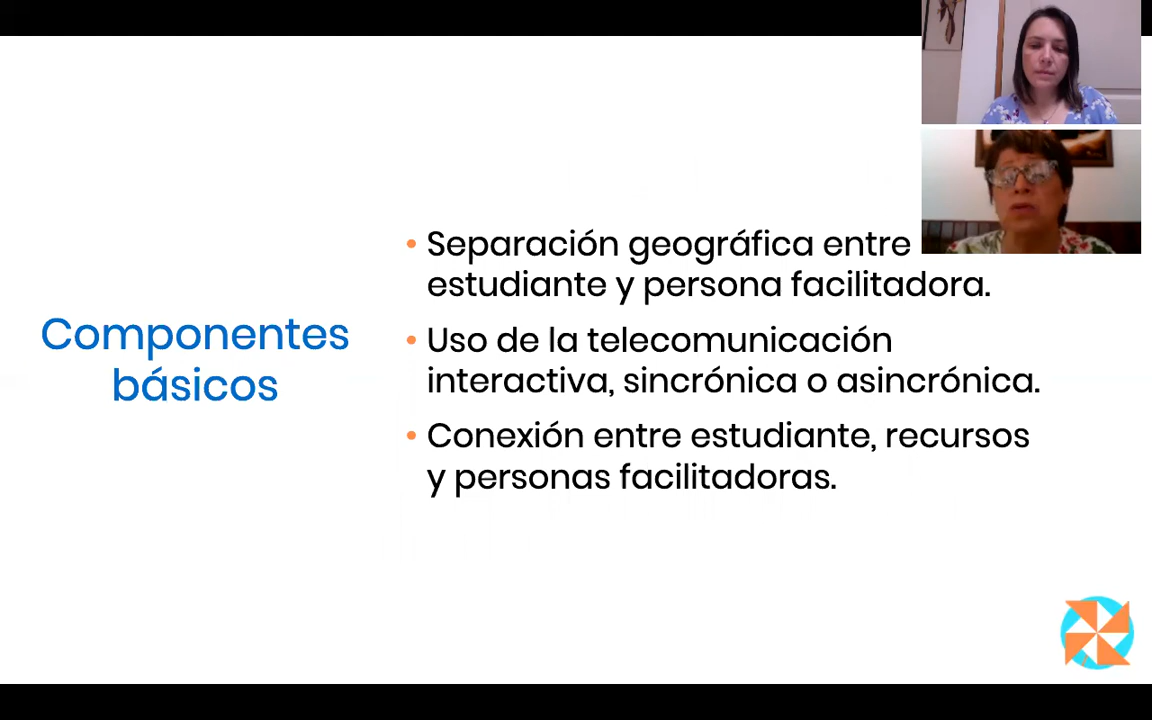 Componentes
básicos
• Separación geográfica entre
estudiante y persona facilitadora.
• Uso de la telecomunicación
interactiva, sincrónica o asincrónica.
• Conexión entre estudiante, recursos
y personas facilitadoras.